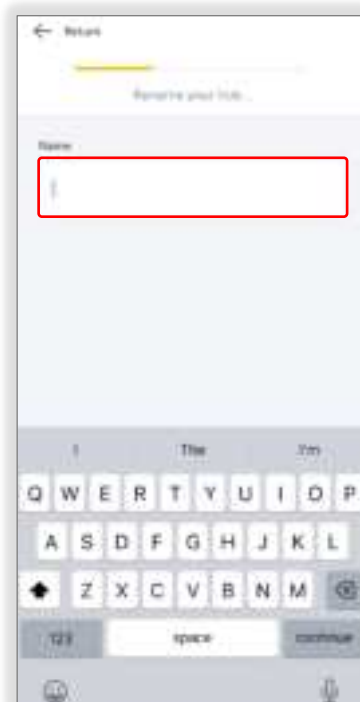 Return
Rename your hub...
Name
I The I'm
Q W E R T Y U I O P
A S D F G H J K L
Z X C V B N M
123 space continue